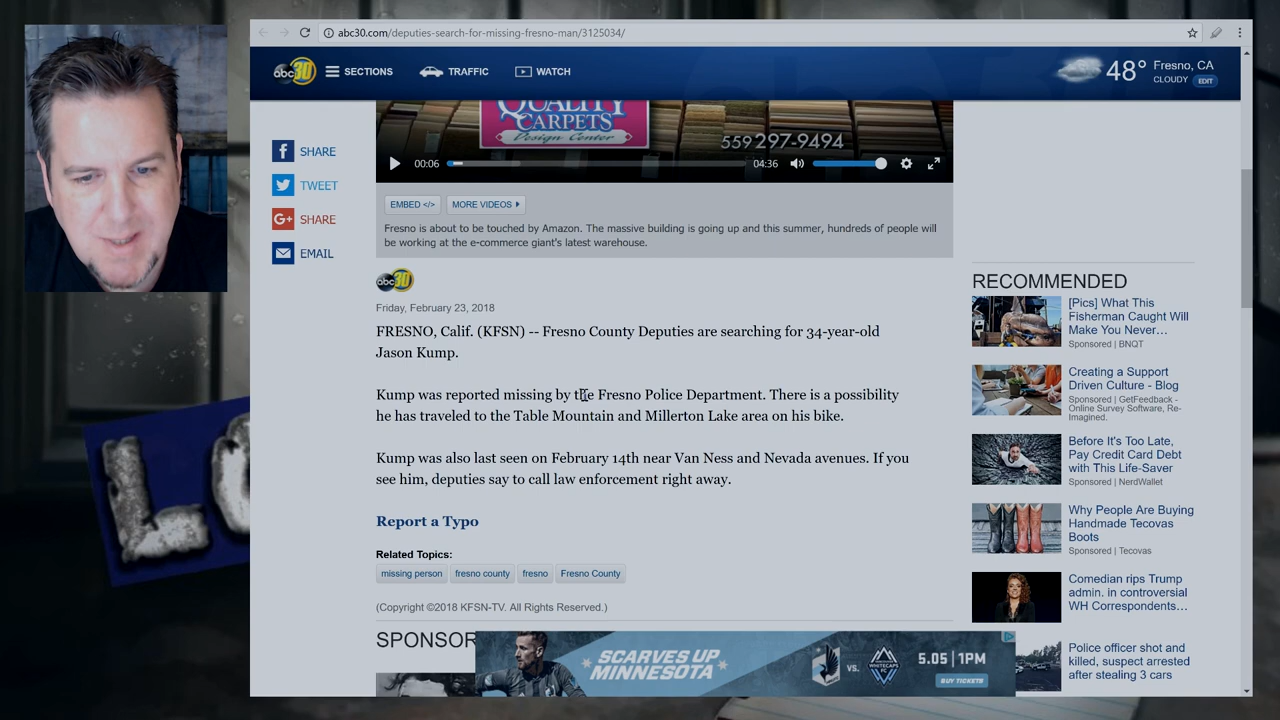 abc30.com/deputies-search-for-missing-fresno-man/3125034/
abc30
SECTIONS
TRAFFIC
WATCH
48°
Fresno, CA
CLOUDY
EDIT
SHARE
TWEET
G+ SHARE
EMAIL
QUALITY
CARPETS
Design Center
559 297-9494
00:06
04:36
EMBED </>
MORE VIDEOS
Fresno is about to be touched by Amazon. The massive building is going up and this summer, hundreds of people will
be working at the e-commerce giant's latest warehouse.
abc30
Friday, February 23, 2018
FRESNO, Calif. (KFSN) -- Fresno County Deputies are searching for 34-year-old
Jason Kump.
Kump was reported missing by the Fresno Police Department. There is a possibility
he has traveled to the Table Mountain and Millerton Lake area on his bike.
Kump was also last seen on February 14th near Van Ness and Nevada avenues. If you
see him, deputies say to call law enforcement right away.
Report a Typo
Related Topics:
missing person
fresno county
fresno
Fresno County
(Copyright ©2018 KFSN-TV. All Rights Reserved.)
SPONSOR
RECOMMENDED
[Pics] What This
Fisherman Caught Will
Make You Never…
Sponsored | BNQT
Creating a Support
Driven Culture - Blog
Sponsored | GetFeedback -
Online Survey Software, Re-
Imagined.
Before It's Too Late,
Pay Credit Card Debt
with This Life-Saver
Sponsored | NerdWallet
Why People Are Buying
Handmade Tecovas
Boots
Sponsored | Tecovas
Comedian rips Trump
admin. in controversial
WH Correspondents…
Police officer shot and
killed, suspect arrested
after stealing 3 cars
SCARVES UP
MINNESOTA
VS.
WHITECAPS
FC
5.05 | 1PM
BUY TICKETS
LO